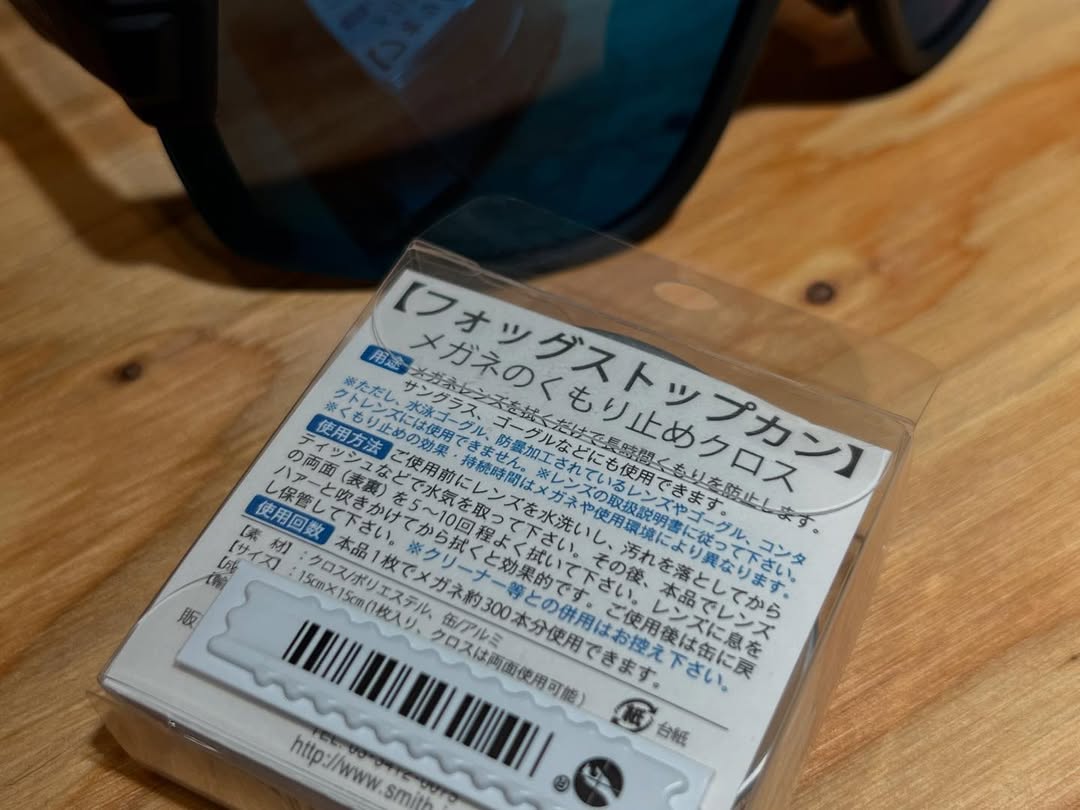 【フォッグストップカン】
メガネのくもり止めクロス
用途 メガネレンズを拭くだけで長時間くもりを防止します。
サングラス、ゴーグルなどにも使用できます。
※ただし、水泳ゴーグル、防曇加工されているレンズやゴーグル、コンタ
クトレンズには使用できません。※レンズの取扱説明書に従って下さい。
※くもり止めの効果・持続時間はメガネや使用環境により異なります。
使用方法 ご使用前にレンズを水洗いし、汚れを落としてから
ティッシュなどで水気を取って下さい。その後、本品でレンズ
の両面（表裏）を5〜10回程よく拭いて下さい。レンズに息を
ハァーと吹きかけてから拭くと効果的です。ご使用後は缶に戻
し保管して下さい。※クリーナー等との併用はお控え下さい。
使用回数 本品1枚でメガネ約300本分使用できます。
【素 材】：クロス/ポリエステル、缶/アルミ
【サイズ】：15cm×15cm（1枚入り、クロスは両面使用可能）
紙 台紙
販
®
TEL.
http://www.smith.